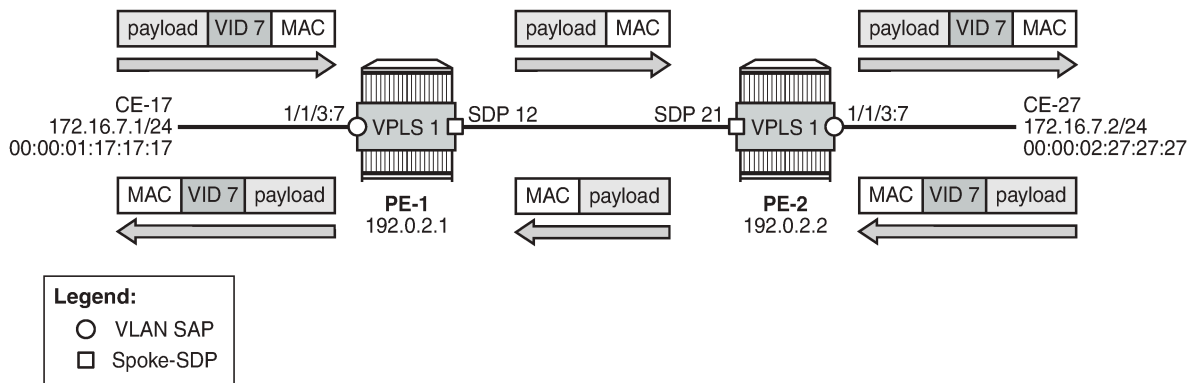 payload VID 7 MAC
payload MAC
payload VID 7 MAC
CE-17
172.16.7.1/24
00:00:01:17:17:17
1/1/3:7
VPLS 1
SDP 12
SDP 21
VPLS 1
1/1/3:7
CE-27
172.16.7.2/24
00:00:02:27:27:27
MAC VID 7 payload
PE-1
192.0.2.1
MAC payload
PE-2
192.0.2.2
MAC VID 7 payload
Legend:
VLAN SAP
Spoke-SDP